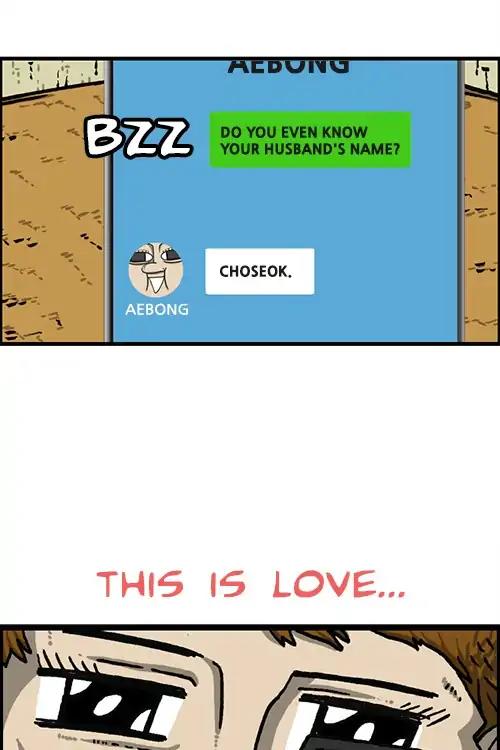 AEBONG
BZZ
DO YOU EVEN KNOW
YOUR HUSBAND'S NAME?
CHOSEOK.
AEBONG
THIS IS LOVE...